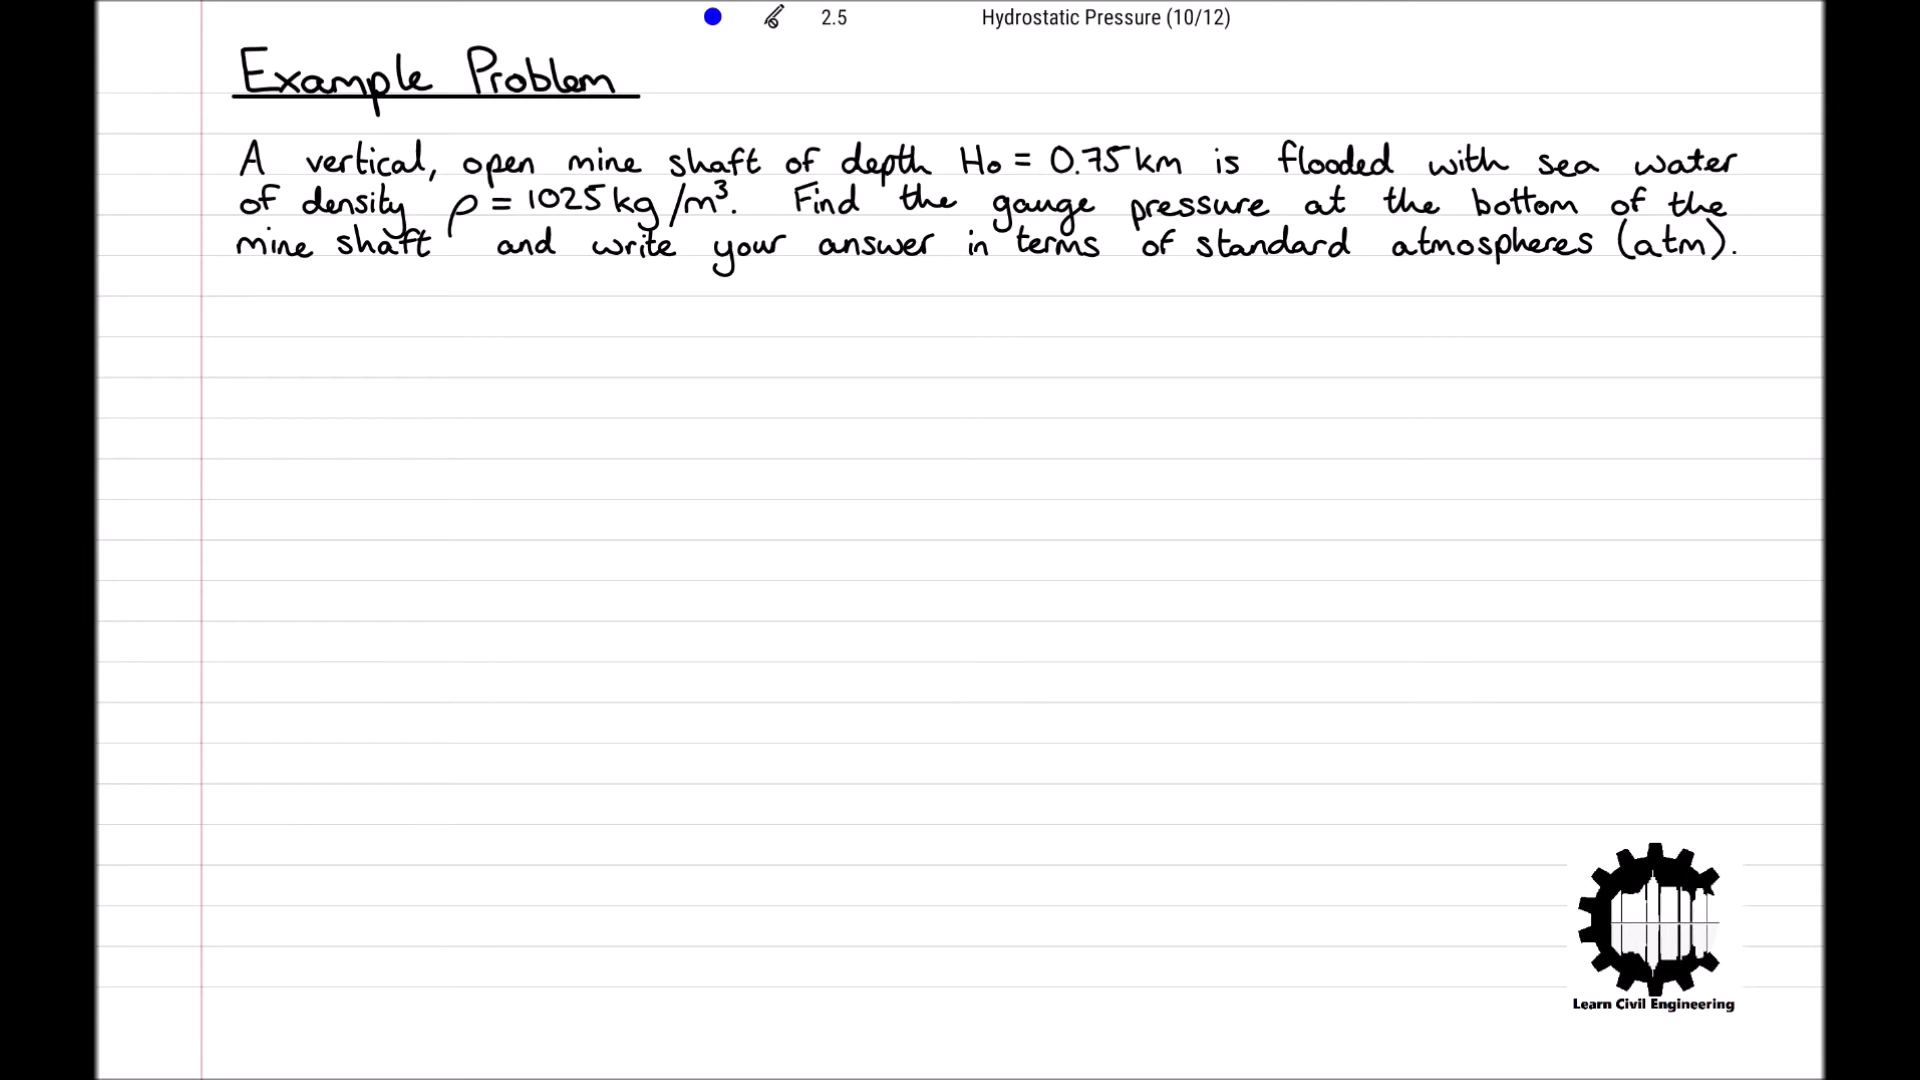 2.5 Hydrostatic Pressure (10/12)
Example Problem
A vertical, open mine shaft of depth H₀ = 0.75 km is flooded with sea water
of density ρ = 1025 kg/m³. Find the gauge pressure at the bottom of the
mine shaft and write your answer in terms of standard atmospheres (atm).
Learn Civil Engineering